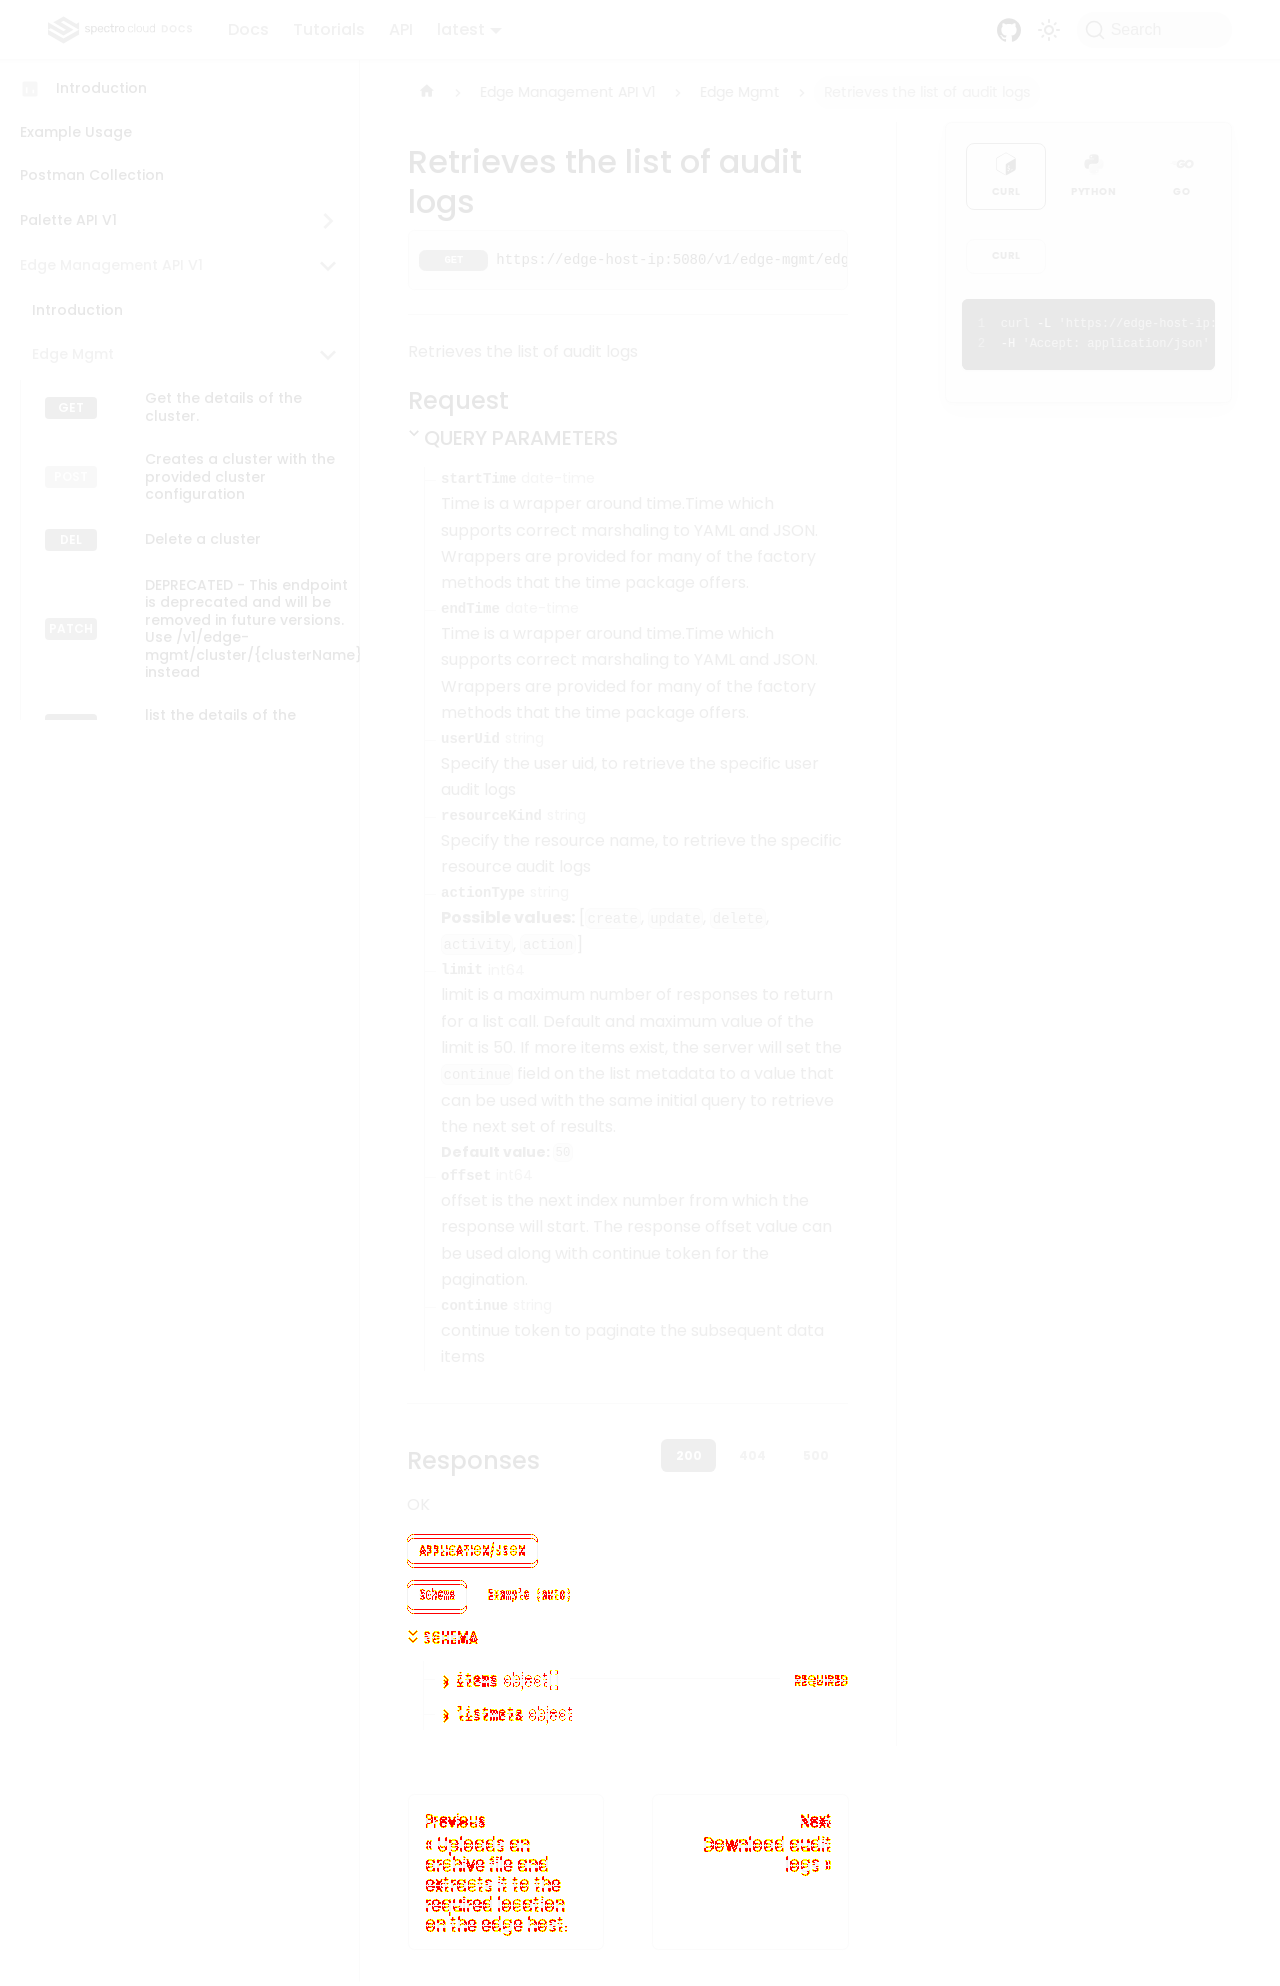 spectro cloud DOCS
Docs Tutorials API latest
Search
Introduction
Example Usage
Postman Collection
Palette API V1
Edge Management API V1
Introduction
Edge Mgmt
GET Get the details of the
cluster.
POST Creates a cluster with the
provided cluster
configuration
DEL Delete a cluster
PATCH DEPRECATED - This endpoint
is deprecated and will be
removed in future versions.
Use /v1/edge-
mgmt/cluster/{clusterName}
instead
list the details of the
Edge Management API V1 Edge Mgmt Retrieves the list of audit logs
Retrieves the list of audit
logs
GET https://edge-host-ip:5080/v1/edge-mgmt/edg
Retrieves the list of audit logs
Request
QUERY PARAMETERS
startTime date-time
Time is a wrapper around time.Time which
supports correct marshaling to YAML and JSON.
Wrappers are provided for many of the factory
methods that the time package offers.
endTime date-time
Time is a wrapper around time.Time which
supports correct marshaling to YAML and JSON.
Wrappers are provided for many of the factory
methods that the time package offers.
userUid string
Specify the user uid, to retrieve the specific user
audit logs
resourceKind string
Specify the resource name, to retrieve the specific
resource audit logs
actionType string
Possible values: [create, update, delete,
activity, action]
limit int64
limit is a maximum number of responses to return
for a list call. Default and maximum value of the
limit is 50. If more items exist, the server will set the
continue field on the list metadata to a value that
can be used with the same initial query to retrieve
the next set of results.
Default value: 50
offset int64
offset is the next index number from which the
response will start. The response offset value can
be used along with continue token for the
pagination.
continue string
continue token to paginate the subsequent data
items
Responses 200 404 500
OK
APPLICATION/JSON
Schema Example (auto)
SCHEMA
items object[] REQUIRED
listmeta object
Previous
« Uploads an
archive file and
extracts it to the
required location
on the edge host.
Next
Download audit
logs »
CURL PYTHON GO
CURL
1 curl -L 'https://edge-host-ip:
2 -H 'Accept: application/json'